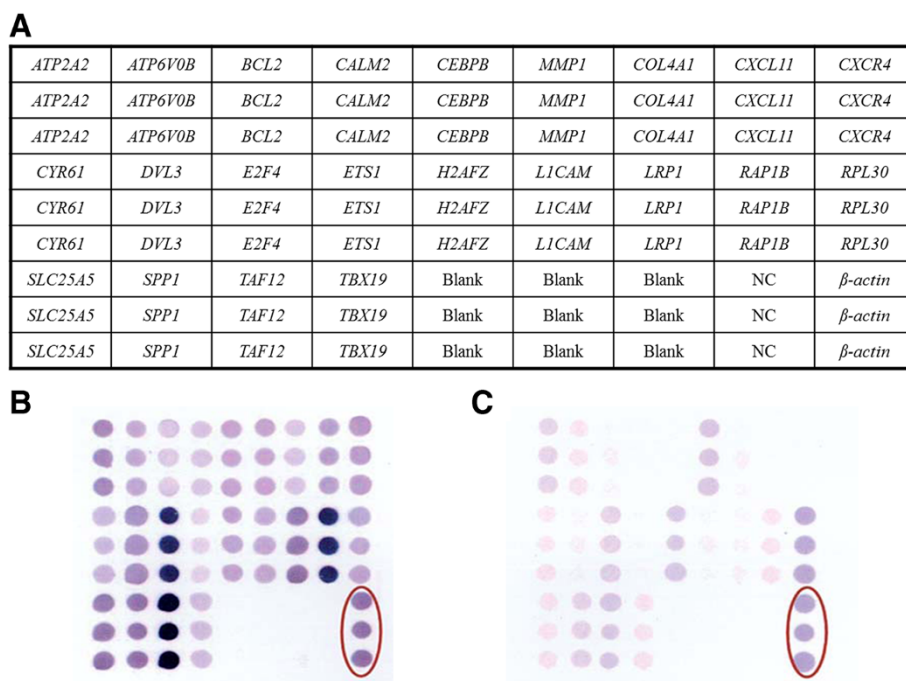 A
ATP2A2 ATP6V0B BCL2 CALM2 CEBPB MMP1 COL4A1 CXCL11 CXCR4
ATP2A2 ATP6V0B BCL2 CALM2 CEBPB MMP1 COL4A1 CXCL11 CXCR4
ATP2A2 ATP6V0B BCL2 CALM2 CEBPB MMP1 COL4A1 CXCL11 CXCR4
CYR61 DVL3 E2F4 ETS1 H2AFZ L1CAM LRP1 RAP1B RPL30
CYR61 DVL3 E2F4 ETS1 H2AFZ L1CAM LRP1 RAP1B RPL30
CYR61 DVL3 E2F4 ETS1 H2AFZ L1CAM LRP1 RAP1B RPL30
SLC25A5 SPP1 TAF12 TBX19 Blank Blank Blank NC β-actin
SLC25A5 SPP1 TAF12 TBX19 Blank Blank Blank NC β-actin
SLC25A5 SPP1 TAF12 TBX19 Blank Blank Blank NC β-actin
B C